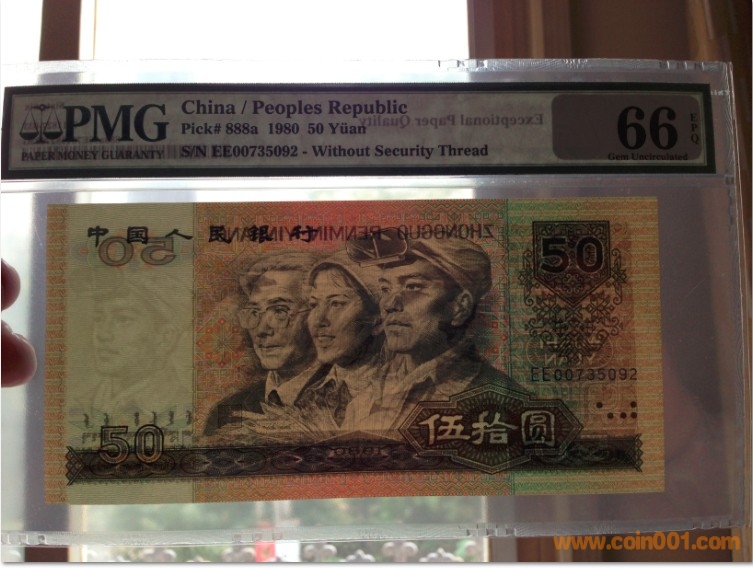 PMG
PAPER MONEY GUARANTY
China / Peoples Republic
Pick# 888a 1980 50 Yüan
S/N EE00735092 - Without Security Thread
Exceptional Paper Quality
66
EPQ
Gem Uncirculated
中国人民银行
ZHONGGUO RENMIN YINHANG
50
50
50
EE00735092
伍拾圆
1980
www.coin001.com